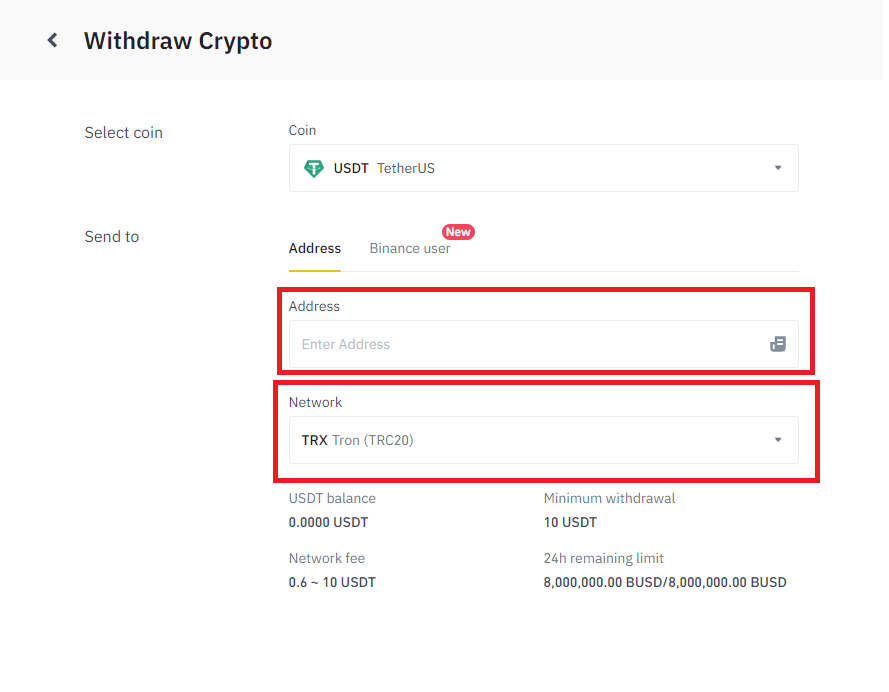 Withdraw Crypto
Select coin
Coin
USDT TetherUS
Send to
New
Address Binance user
Address
Enter Address
Network
TRX Tron (TRC20)
USDT balance Minimum withdrawal
0.0000 USDT 10 USDT
Network fee 24h remaining limit
0.6 ~ 10 USDT 8,000,000.00 BUSD/8,000,000.00 BUSD